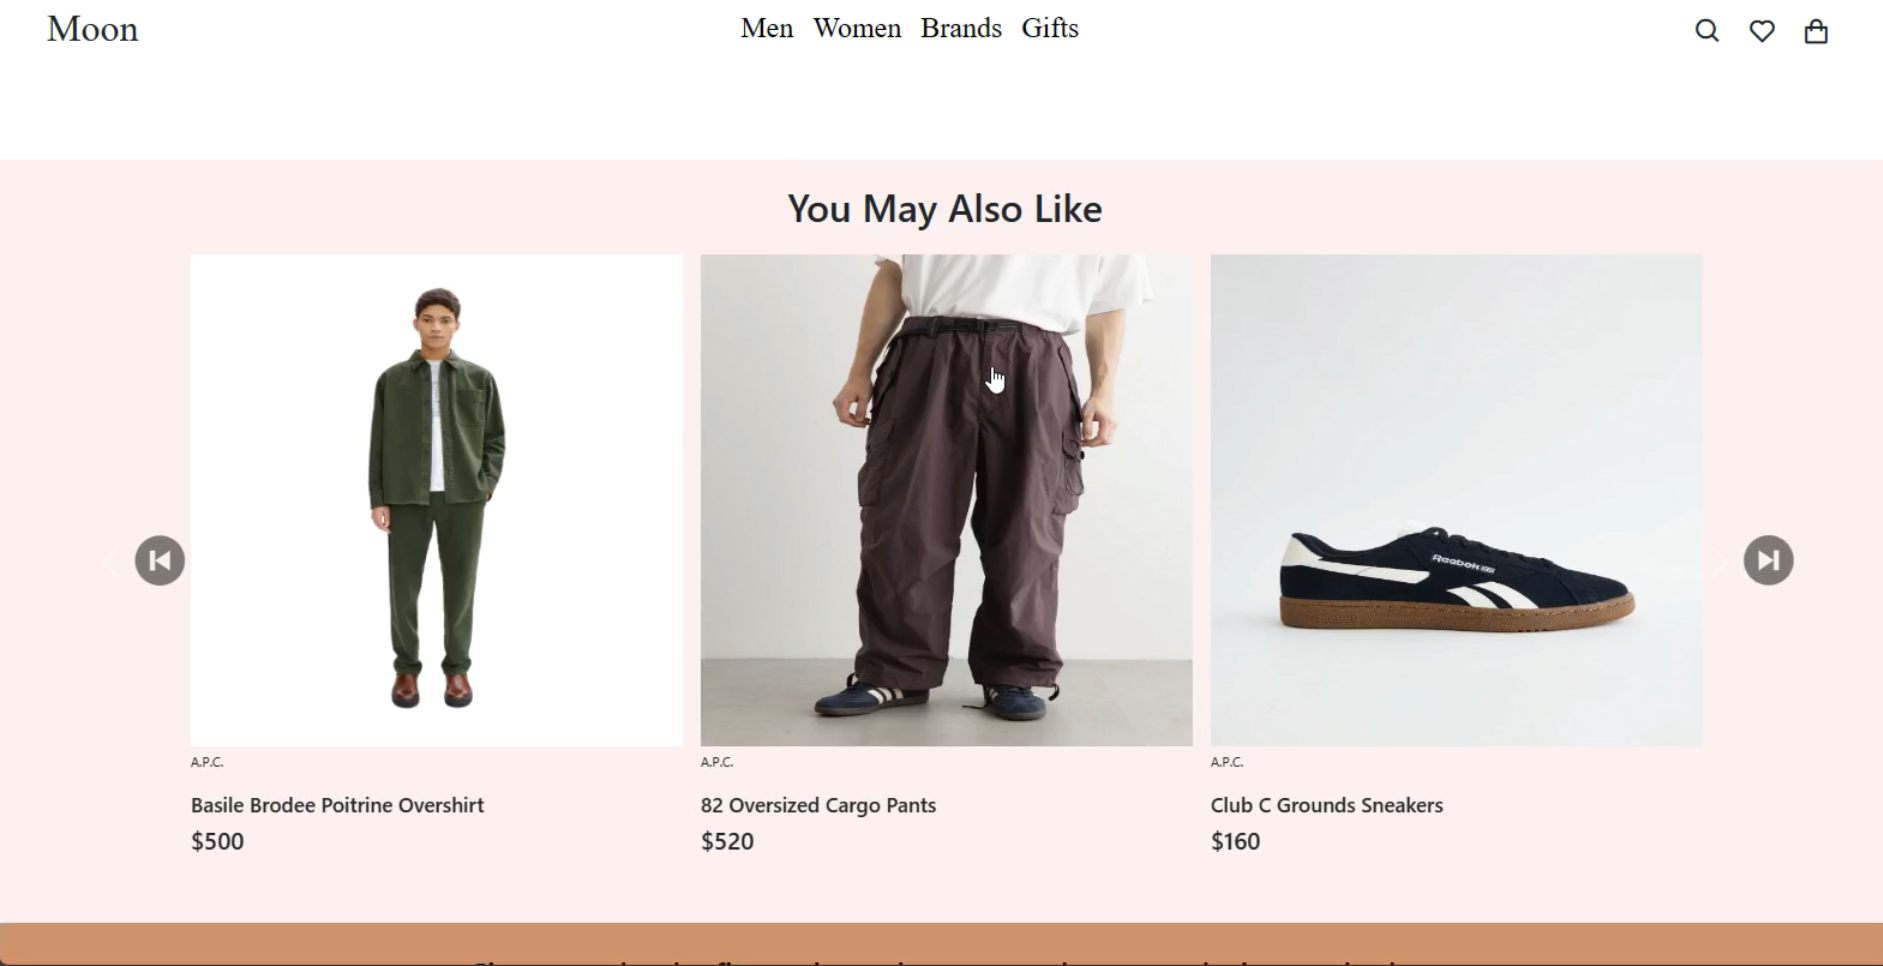 Moon
Men Women Brands Gifts
You May Also Like
Reebok
A.P.C.
Basile Brodee Poitrine Overshirt
$500
A.P.C.
82 Oversized Cargo Pants
$520
A.P.C.
Club C Grounds Sneakers
$160